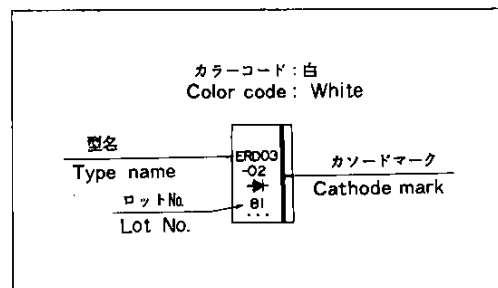 カラーコード：白
Color code : White
型名
Type name
ロットNo.
Lot No.
ERD03
-02
81
カソードマーク
Cathode mark